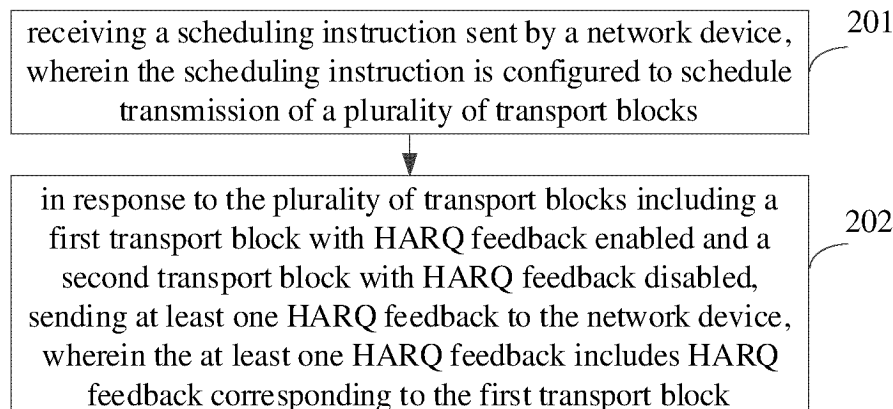 receiving a scheduling instruction sent by a network device,
wherein the scheduling instruction is configured to schedule
transmission of a plurality of transport blocks
201
in response to the plurality of transport blocks including a
first transport block with HARQ feedback enabled and a
second transport block with HARQ feedback disabled,
sending at least one HARQ feedback to the network device,
wherein the at least one HARQ feedback includes HARQ
feedback corresponding to the first transport block
202